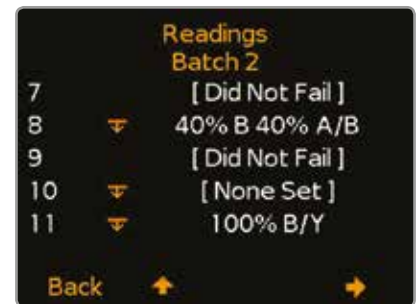 Readings
Batch 2
7 [ Did Not Fail ]
8 40% B 40% A/B
9 [ Did Not Fail ]
10 [ None Set ]
11 100% B/Y
Back